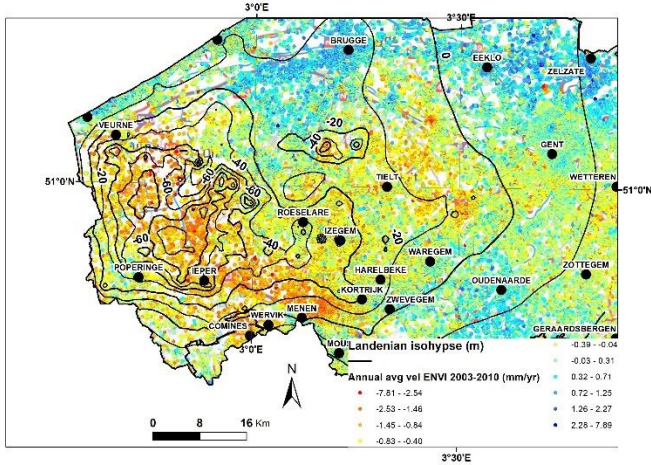 3°0'E
3°30'E
BRUGGE
EEKLO
ZELZATE
0
-20
-40
VEURNE
GENT
51°0'N
-20
-40
-60
-60
-60
TIELT
WETTEREN
51°0'N
ROESELARE
IZEGEM
-40
-20
-60
WAREGEM
POPERINGE
IEPER
HARELBEKE
OUDENAARDE
ZOTTEGEM
KORTRIJK
ZWEVEGEM
MENEN
WERVIK
COMINES
GERAARDSBERGEN
3°0'E
MOU
Landenian isohypse (m)
Annual avg vel ENVI 2003-2010 (mm/yr)
-7.81 - -2.54
-2.53 - -1.46
-1.45 - -0.84
-0.83 - -0.40
-0.39 - -0.04
-0.03 - 0.31
0.32 - 0.71
0.72 - 1.25
1.26 - 2.27
2.28 - 7.89
N
0 8 16 Km
3°30'E